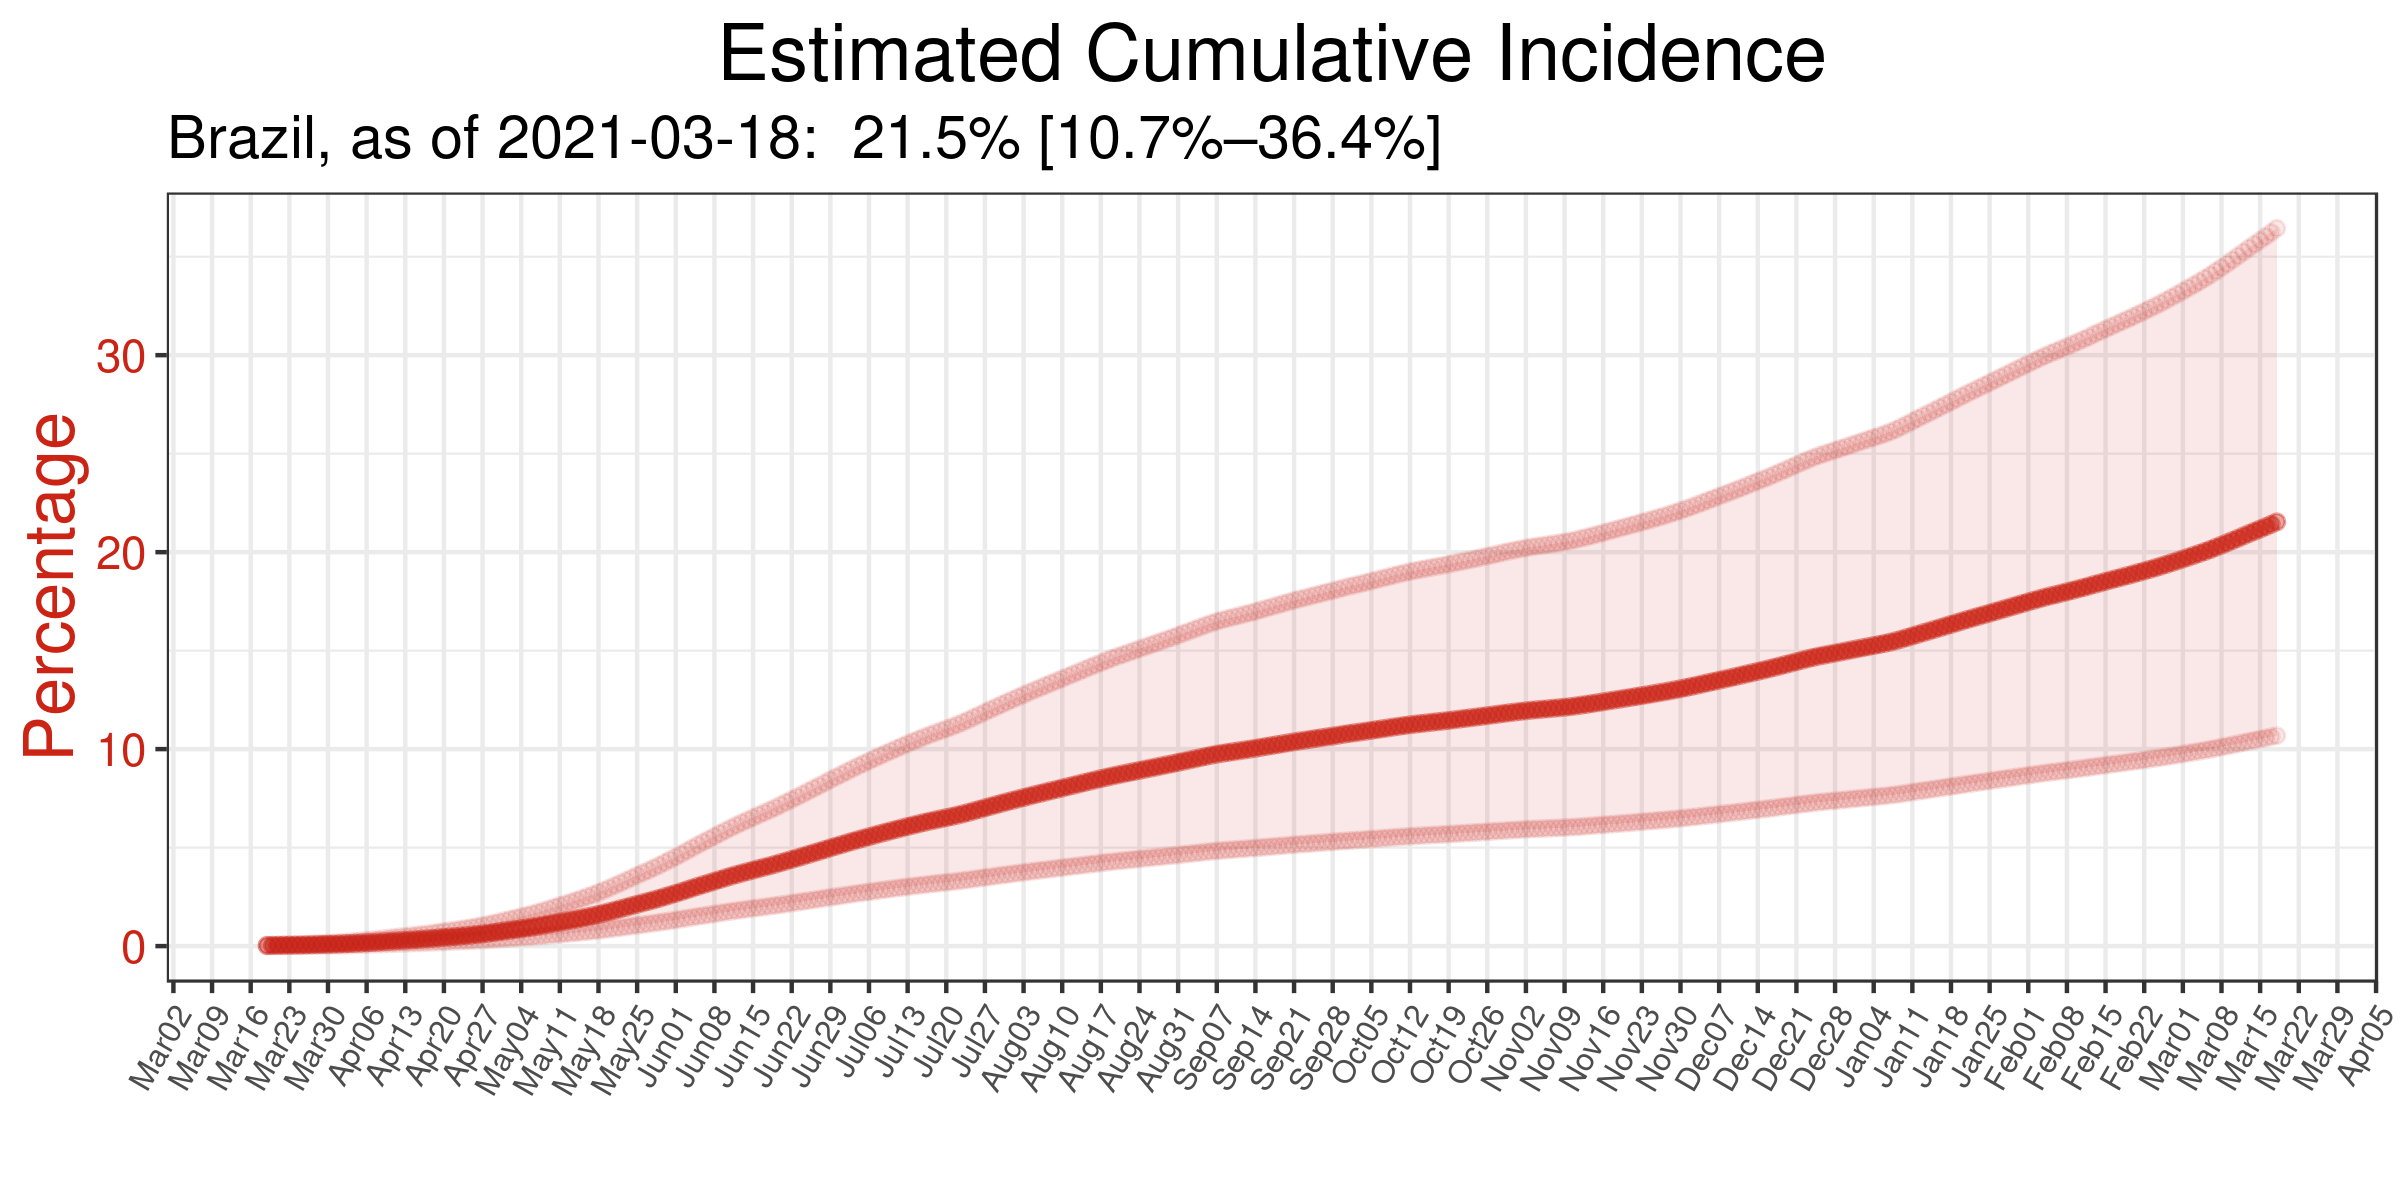 Estimated Cumulative Incidence
Brazil, as of 2021-03-18: 21.5% [10.7%–36.4%]
Percentage
30
20
10
0
Mar02
Mar09
Mar16
Mar23
Mar30
Apr06
Apr13
Apr20
Apr27
May04
May11
May18
May25
Jun01
Jun08
Jun15
Jun22
Jun29
Jul06
Jul13
Jul20
Jul27
Aug03
Aug10
Aug17
Aug24
Aug31
Sep07
Sep14
Sep21
Sep28
Oct05
Oct12
Oct19
Oct26
Nov02
Nov09
Nov16
Nov23
Nov30
Dec07
Dec14
Dec21
Dec28
Jan04
Jan11
Jan18
Jan25
Feb01
Feb08
Feb15
Feb22
Mar01
Mar08
Mar15
Mar22
Mar29
Apr05